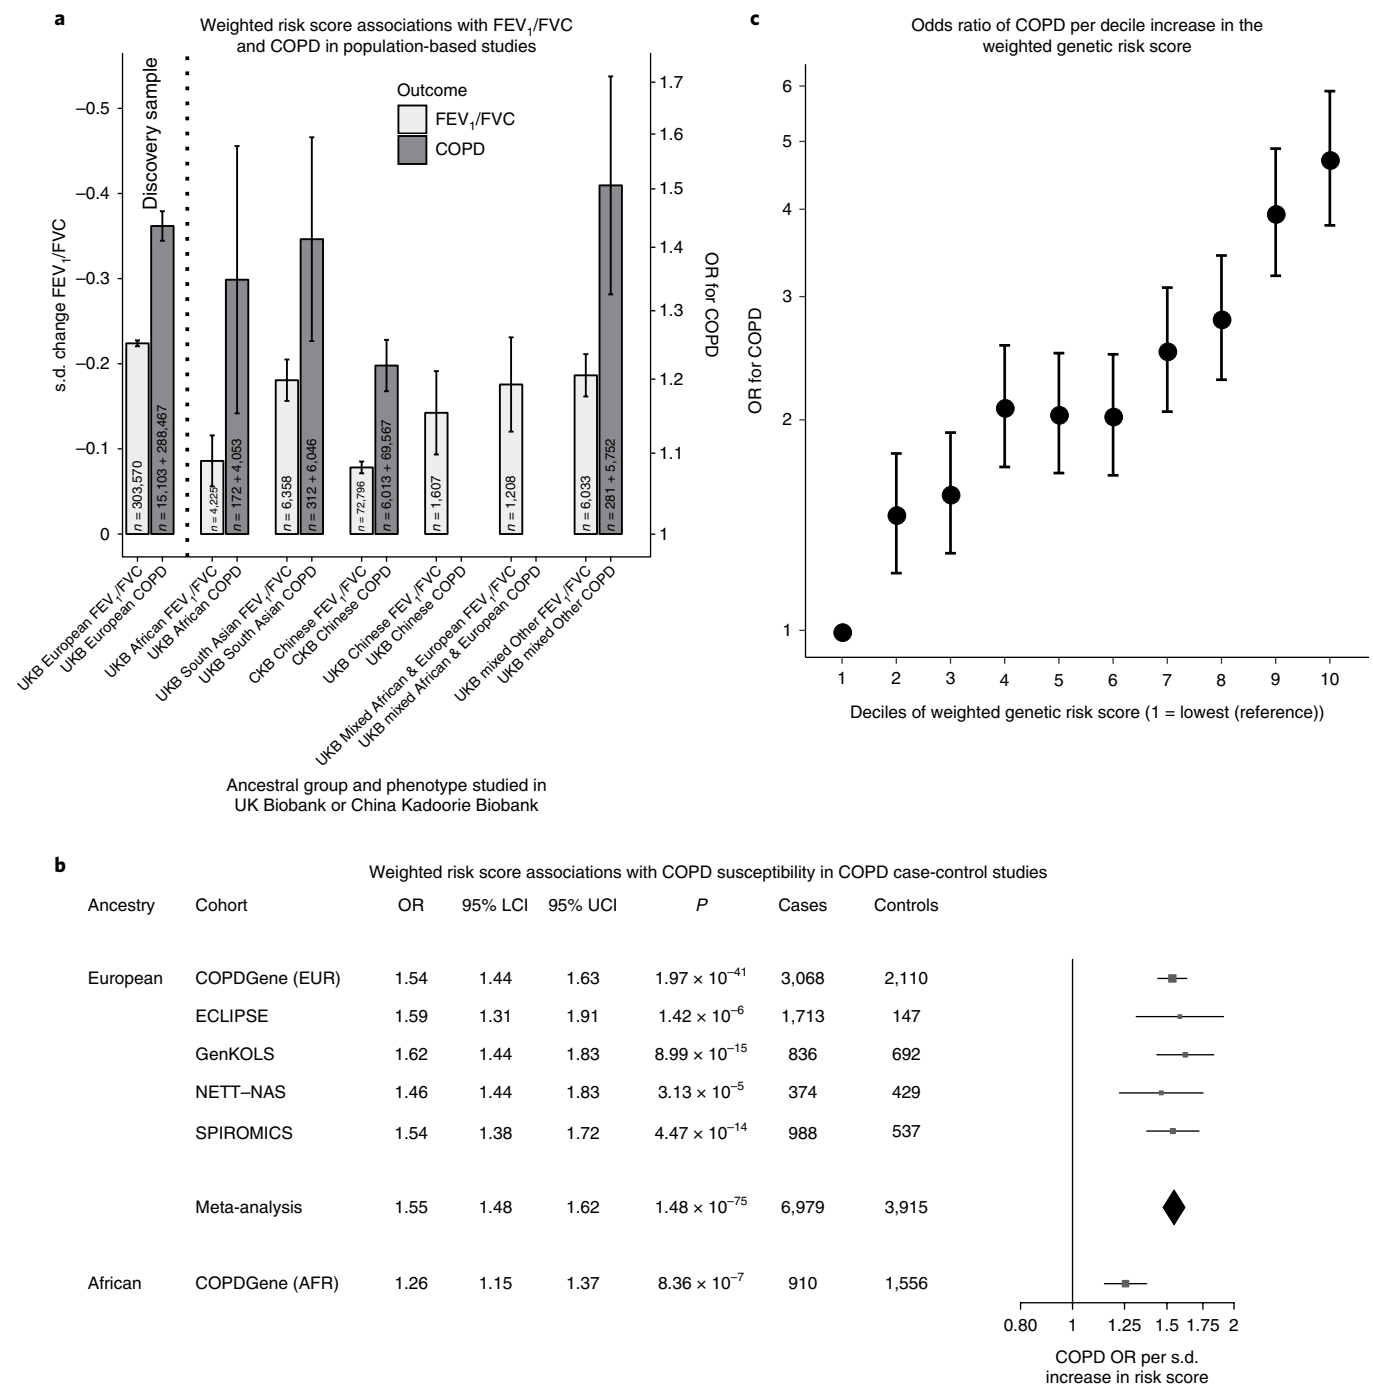 a
Weighted risk score associations with FEV1/FVC
and COPD in population-based studies
Discovery sample
Outcome
FEV1/FVC
COPD
s.d. change FEV1/FVC
–0.5
–0.4
–0.3
–0.2
–0.1
0
OR for COPD
1.7
1.6
1.5
1.4
1.3
1.2
1.1
1
n = 303,570
n = 15,103 + 288,467
n = 4,225
n = 172 + 4,053
n = 6,358
n = 312 + 6,046
n = 72,796
n = 6,013 + 69,567
n = 1,607
n = 1,208
n = 6,033
n = 281 + 5,752
UKB European FEV1/FVC
UKB European COPD
UKB African FEV1/FVC
UKB African COPD
UKB South Asian FEV1/FVC
UKB South Asian COPD
CKB Chinese FEV1/FVC
CKB Chinese COPD
UKB Chinese FEV1/FVC
UKB Chinese COPD
UKB Mixed African & European FEV1/FVC
UKB mixed African & European COPD
UKB mixed Other FEV1/FVC
UKB mixed Other COPD
Ancestral group and phenotype studied in
UK Biobank or China Kadoorie Biobank
c
Odds ratio of COPD per decile increase in the
weighted genetic risk score
OR for COPD
6
5
4
3
2
1
1 2 3 4 5 6 7 8 9 10
Deciles of weighted genetic risk score (1 = lowest (reference))
b
Weighted risk score associations with COPD susceptibility in COPD case-control studies
Ancestry Cohort OR 95% LCI 95% UCI P Cases Controls
European COPDGene (EUR) 1.54 1.44 1.63 1.97 × 10–41 3,068 2,110
ECLIPSE 1.59 1.31 1.91 1.42 × 10–6 1,713 147
GenKOLS 1.62 1.44 1.83 8.99 × 10–15 836 692
NETT–NAS 1.46 1.44 1.83 3.13 × 10–5 374 429
SPIROMICS 1.54 1.38 1.72 4.47 × 10–14 988 537
Meta-analysis 1.55 1.48 1.62 1.48 × 10–75 6,979 3,915
African COPDGene (AFR) 1.26 1.15 1.37 8.36 × 10–7 910 1,556
0.80 1 1.25 1.5 1.75 2
COPD OR per s.d.
increase in risk score